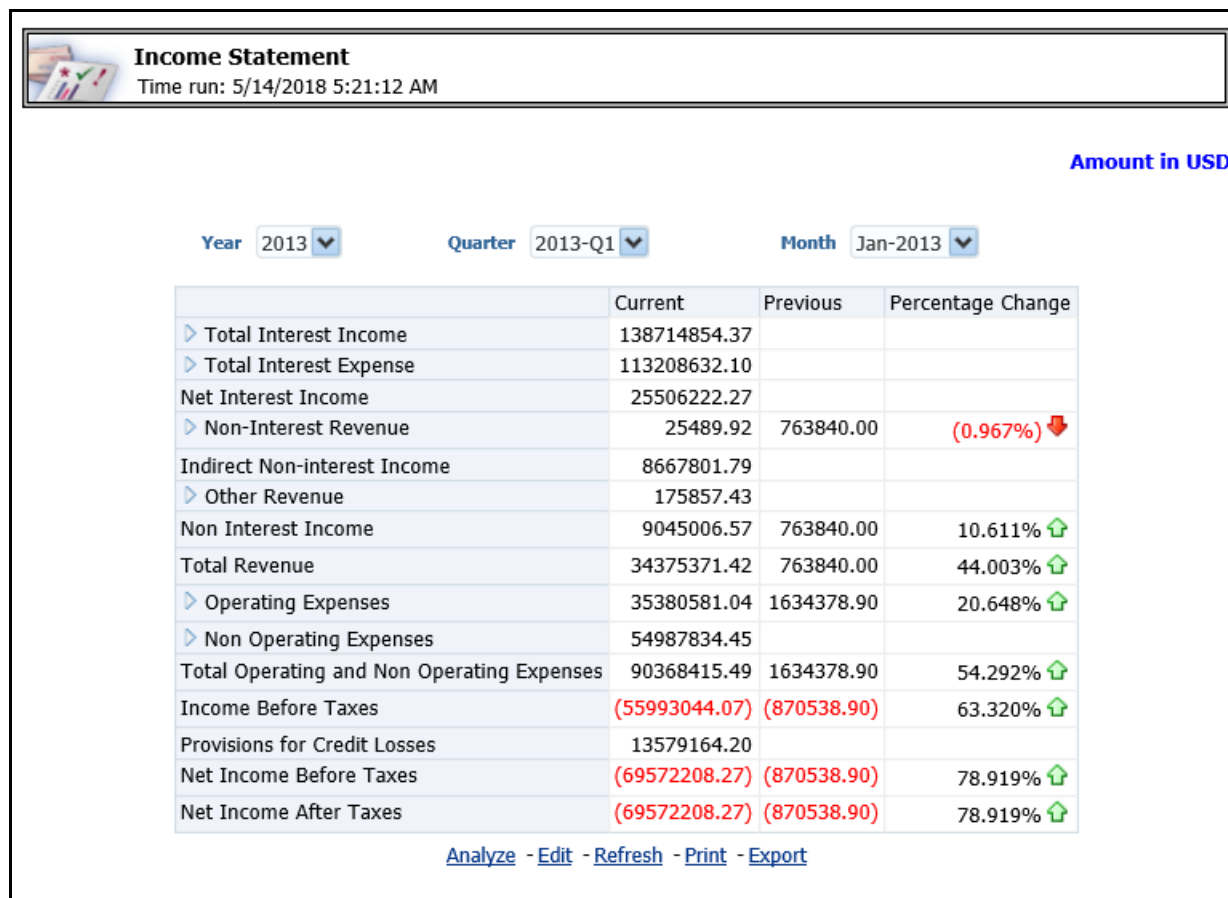 Income Statement
Time run: 5/14/2018 5:21:12 AM
Amount in USD
Year 2013 Quarter 2013-Q1 Month Jan-2013
Current Previous Percentage Change
Total Interest Income 138714854.37
Total Interest Expense 113208632.10
Net Interest Income 25506222.27
Non-Interest Revenue 25489.92 763840.00 (0.967%)
Indirect Non-interest Income 8667801.79
Other Revenue 175857.43
Non Interest Income 9045006.57 763840.00 10.611%
Total Revenue 34375371.42 763840.00 44.003%
Operating Expenses 35380581.04 1634378.90 20.648%
Non Operating Expenses 54987834.45
Total Operating and Non Operating Expenses 90368415.49 1634378.90 54.292%
Income Before Taxes (55993044.07) (870538.90) 63.320%
Provisions for Credit Losses 13579164.20
Net Income Before Taxes (69572208.27) (870538.90) 78.919%
Net Income After Taxes (69572208.27) (870538.90) 78.919%
Analyze - Edit - Refresh - Print - Export